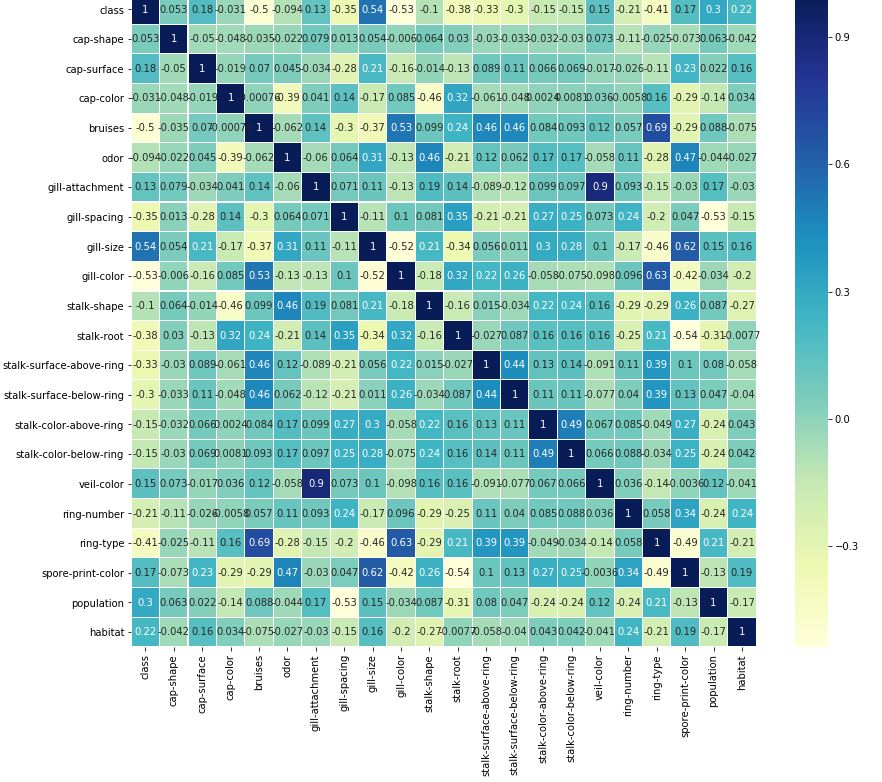 class 1 0.053 0.18 -0.031 -0.5 -0.094 0.13 -0.35 0.54 -0.53 -0.1 -0.38 -0.33 -0.3 -0.15 -0.15 0.15 -0.21 -0.41 0.17 0.3 0.22
cap-shape 0.053 1 -0.05 -0.048 -0.035 -0.022 0.079 0.013 0.054 -0.006 0.064 0.03 -0.03 -0.033 -0.032 -0.03 0.073 -0.11 -0.025 -0.073 0.063 -0.042
cap-surface 0.18 -0.05 1 -0.019 0.07 0.045 -0.034 -0.28 0.21 -0.16 -0.014 -0.13 0.089 0.11 0.066 0.069 -0.017 -0.026 -0.11 0.23 0.022 0.16
cap-color -0.031 -0.048 -0.019 1 -0.39 0.041 0.14 -0.17 0.085 -0.46 0.32 -0.061 -0.048 0.0024 0.0081 0.036 -0.0058 0.16 -0.29 -0.14 0.034
bruises -0.5 -0.035 0.07 1 -0.062 0.14 -0.3 -0.37 0.53 0.099 0.24 0.46 0.46 0.084 0.093 0.12 0.057 0.69 -0.29 0.088 -0.075
odor -0.094 -0.022 0.045 -0.39 -0.062 1 -0.06 0.064 0.31 -0.13 0.46 -0.21 0.12 0.062 0.17 0.17 -0.058 0.11 -0.28 0.47 -0.044 -0.027
gill-attachment 0.13 0.079 -0.034 0.041 0.14 -0.06 1 0.071 0.11 -0.13 0.19 0.14 -0.089 -0.12 0.099 0.097 0.9 0.093 -0.15 -0.03 0.17 -0.03
gill-spacing -0.35 0.013 -0.28 0.14 -0.3 0.064 0.071 1 -0.11 0.1 0.081 0.35 -0.21 -0.21 0.27 0.25 0.073 0.24 -0.2 0.047 -0.53 -0.15
gill-size 0.54 0.054 0.21 -0.17 -0.37 0.31 0.11 -0.11 1 -0.52 0.21 -0.34 0.056 0.011 0.3 0.28 0.1 -0.17 -0.46 0.62 0.15 0.16
gill-color -0.53 -0.006 -0.16 0.085 0.53 -0.13 -0.13 0.1 -0.52 1 -0.18 0.32 0.22 0.26 -0.058 -0.075 -0.098 0.096 0.63 -0.42 -0.034 -0.2
stalk-shape -0.1 0.064 -0.014 -0.46 0.099 0.46 0.19 0.081 0.21 -0.18 1 -0.16 0.015 -0.034 0.22 0.24 0.16 -0.29 -0.29 0.26 0.087 -0.27
stalk-root -0.38 0.03 -0.13 0.32 0.24 -0.21 0.14 0.35 -0.34 0.32 -0.16 1 -0.027 0.087 0.16 0.16 0.16 -0.25 0.21 -0.54 -0.31
stalk-surface-above-ring -0.33 -0.03 0.089 -0.061 0.46 0.12 -0.089 -0.21 0.056 0.22 0.015 -0.027 1 0.44 0.13 0.14 -0.091 0.11 0.39 0.1 0.08 -0.058
stalk-surface-below-ring -0.3 -0.033 0.11 -0.048 0.46 0.062 -0.12 -0.21 0.011 0.26 -0.034 0.087 0.44 1 0.11 0.11 -0.077 0.04 0.39 0.13 0.047 -0.04
stalk-color-above-ring -0.15 -0.032 0.066 0.0024 0.084 0.17 0.099 0.27 0.3 -0.058 0.22 0.16 0.13 0.11 1 0.49 0.067 0.085 -0.049 0.27 -0.24 0.043
stalk-color-below-ring -0.15 -0.03 0.069 0.0081 0.093 0.17 0.097 0.25 0.28 -0.075 0.24 0.16 0.14 0.11 0.49 1 0.066 0.088 -0.034 0.25 -0.24 0.042
veil-color 0.15 0.073 -0.017 0.036 0.12 -0.058 0.9 0.073 0.1 -0.098 0.16 0.16 -0.091 -0.077 0.067 0.066 1 0.036 -0.14 -0.0036 0.12 -0.041
ring-number -0.21 -0.11 -0.026 -0.0058 0.057 0.11 0.093 0.24 -0.17 0.096 -0.29 -0.25 0.11 0.04 0.085 0.088 0.036 1 0.058 0.34 -0.24 0.24
ring-type -0.41 -0.025 -0.11 0.16 0.69 -0.28 -0.15 -0.2 -0.46 0.63 -0.29 0.21 0.39 0.39 -0.049 -0.034 -0.14 0.058 1 -0.49 0.21 -0.21
spore-print-color 0.17 -0.073 0.23 -0.29 -0.29 0.47 -0.03 0.047 0.62 -0.42 0.26 -0.54 0.1 0.13 0.27 0.25 -0.0036 0.34 -0.49 1 -0.13 0.19
population 0.3 0.063 0.022 -0.14 0.088 -0.044 0.17 -0.53 0.15 -0.034 0.087 -0.31 0.08 0.047 -0.24 -0.24 0.12 -0.24 0.21 -0.13 1 -0.17
habitat 0.22 -0.042 0.16 0.034 -0.075 -0.027 -0.03 -0.15 0.16 -0.2 -0.27 -0.058 -0.04 0.043 0.042 -0.041 0.24 -0.21 0.19 -0.17 1
class
cap-shape
cap-surface
cap-color
bruises
odor
gill-attachment
gill-spacing
gill-size
gill-color
stalk-shape
stalk-root
stalk-surface-above-ring
stalk-surface-below-ring
stalk-color-above-ring
stalk-color-below-ring
veil-color
ring-number
ring-type
spore-print-color
population
habitat
0.9
0.6
0.3
0.0
−0.3